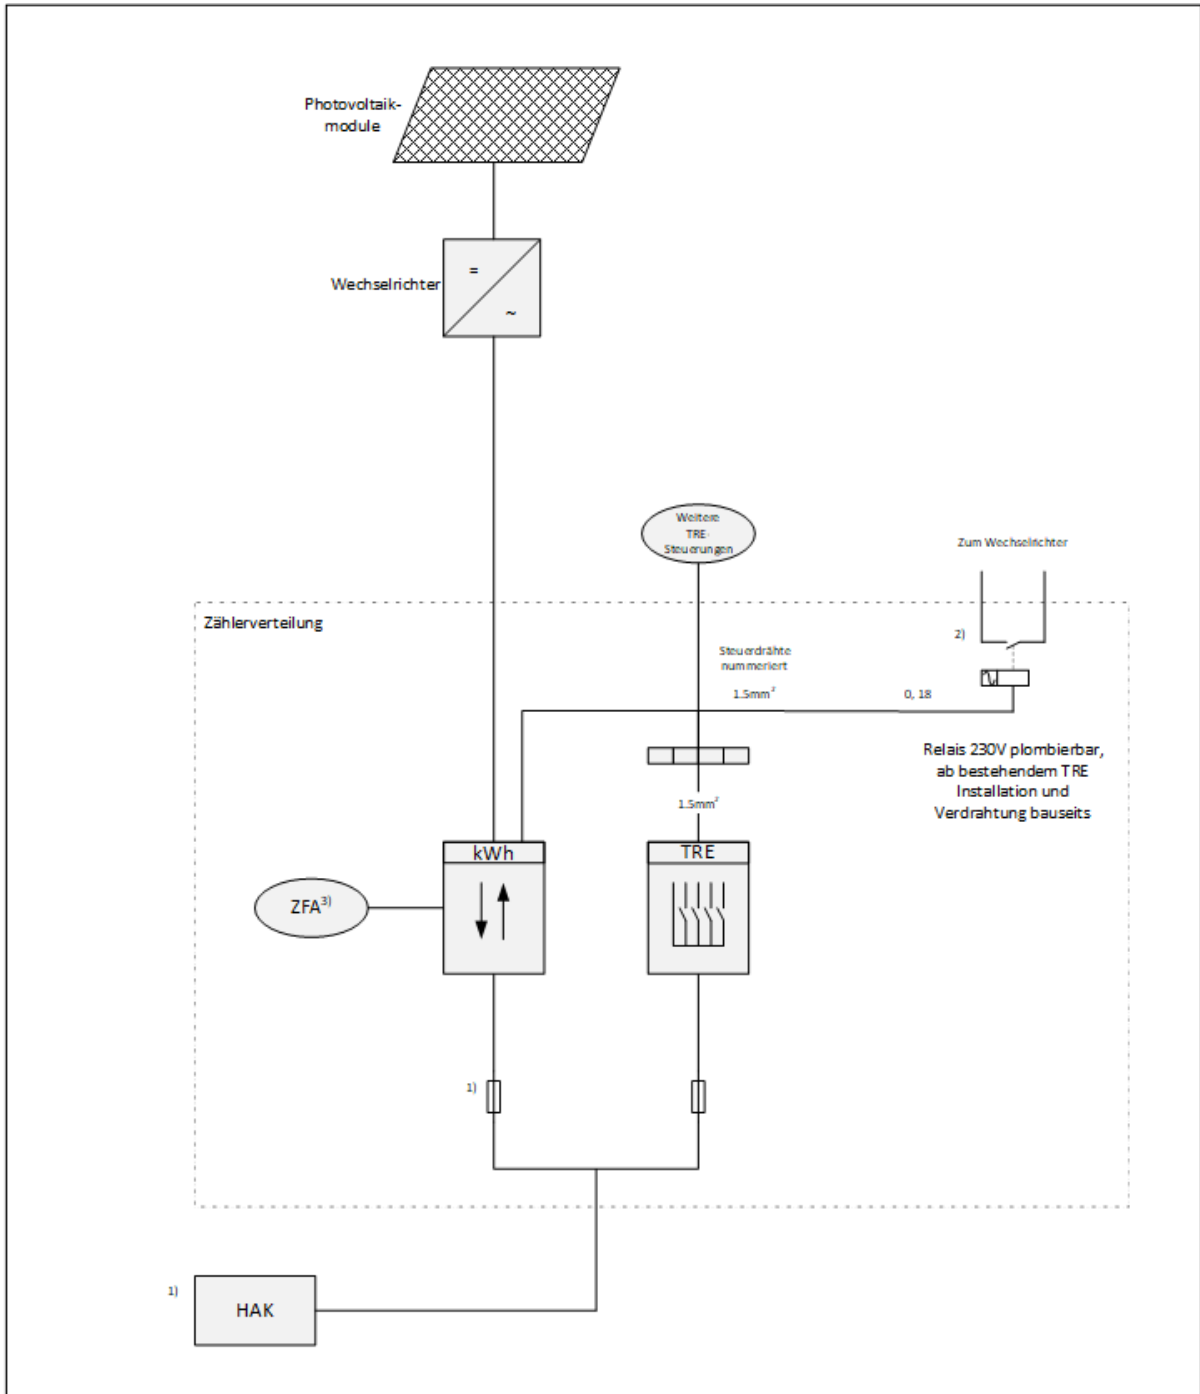 Photovoltaik-
module
=
~
Wechselrichter
Weitere
TRE-
Steuerungen
Zum Wechselrichter
Zählerverteilung
2)
Steuerdrähte
nummeriert
1.5mm²
0, 18
Relais 230V plombierbar,
ab bestehendem TRE
Installation und
Verdrahtung bauseits
1.5mm²
kWh
TRE
ZFA³⁾
1)
1)
HAK